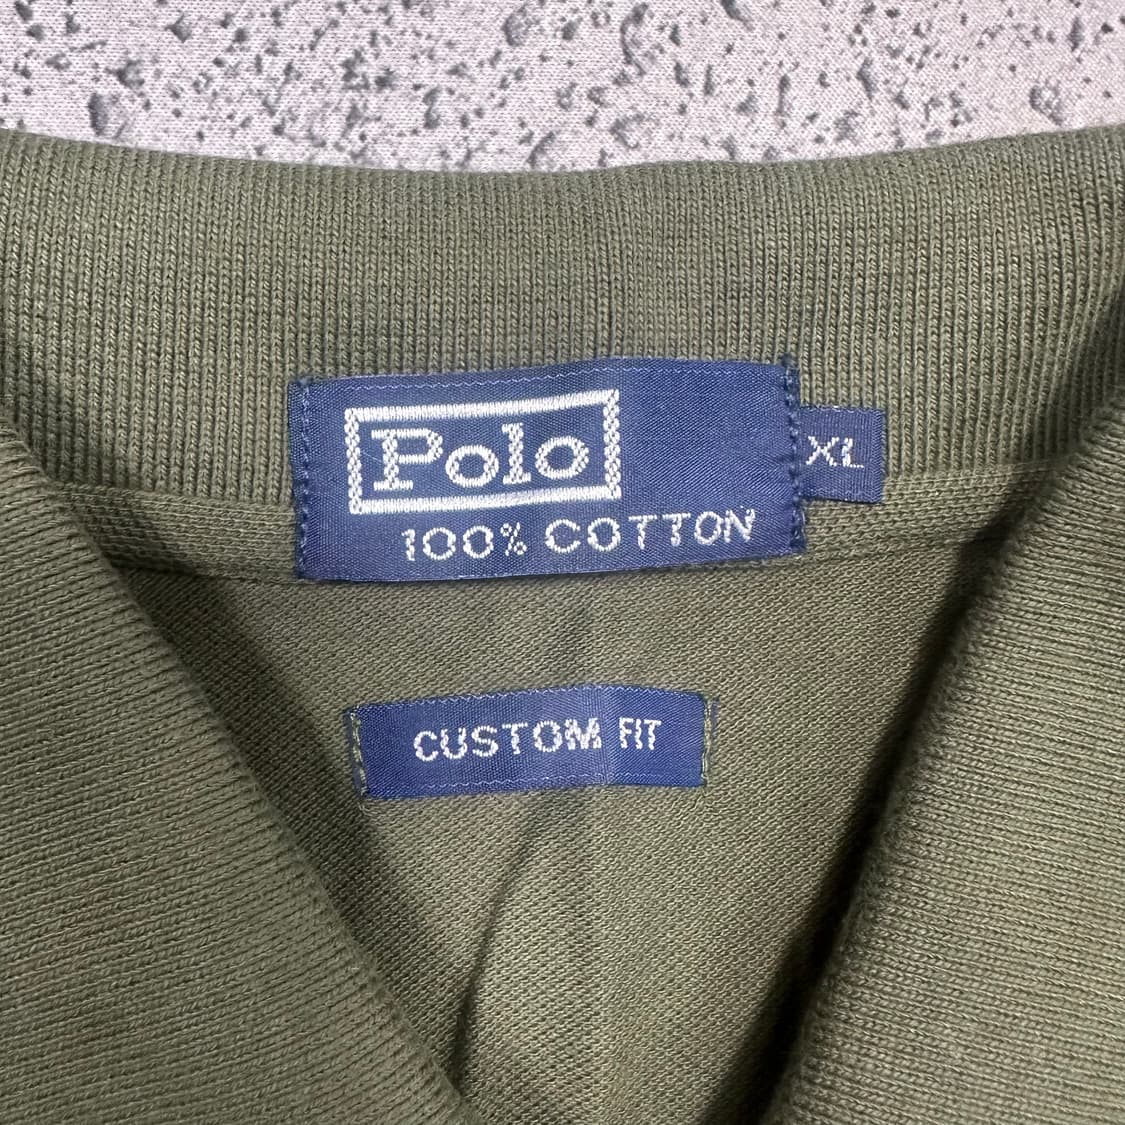 Polo
XL
100% COTTON
CUSTOM FIT